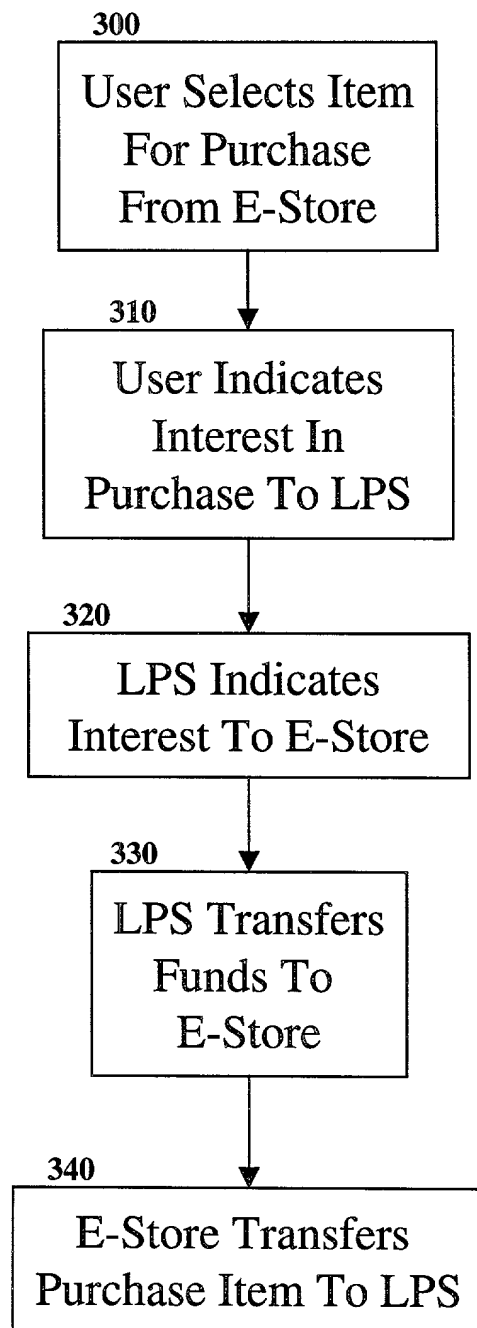 300
User Selects Item
For Purchase
From E-Store
310
User Indicates
Interest In
Purchase To LPS
320
LPS Indicates
Interest To E-Store
330
LPS Transfers
Funds To
E-Store
340
E-Store Transfers
Purchase Item To LPS